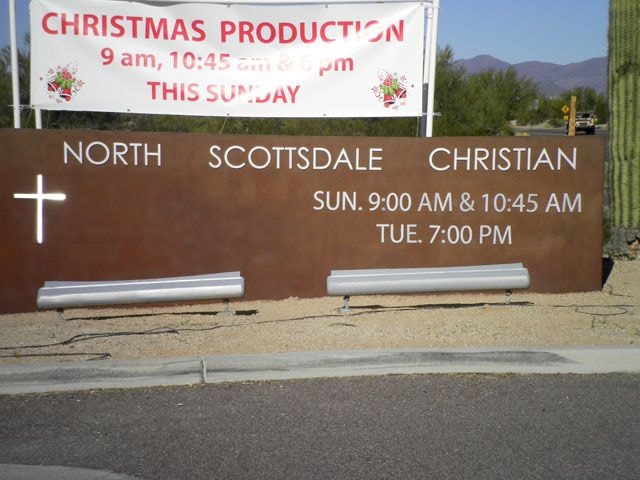 CHRISTMAS PRODUCTION
9 am, 10:45 am & 6 pm
THIS SUNDAY
NORTH SCOTTSDALE CHRISTIAN
SUN. 9:00 AM & 10:45 AM
TUE. 7:00 PM